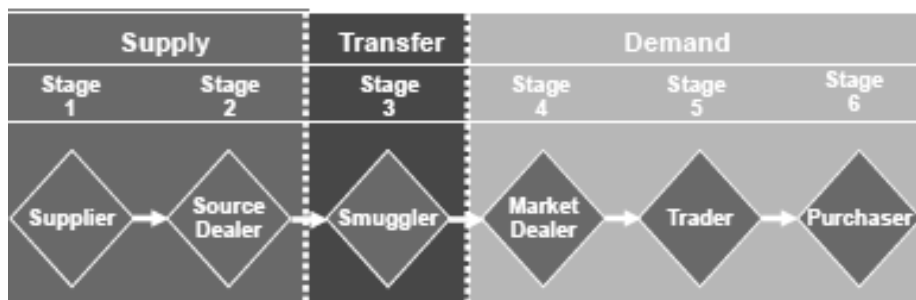 Supply
Transfer
Demand
Stage
1
Stage
2
Stage
3
Stage
4
Stage
5
Stage
6
Supplier
Source
Dealer
Smuggler
Market
Dealer
Trader
Purchaser